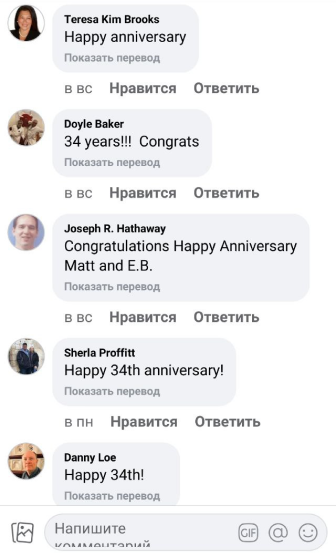 Teresa Kim Brooks
Happy anniversary
Показать перевод
в вс Нравится Ответить
Doyle Baker
34 years!!! Congrats
Показать перевод
в вс Нравится Ответить
Joseph R. Hathaway
Congratulations Happy Anniversary
Matt and E.B.
Показать перевод
в вс Нравится Ответить
Sherla Proffitt
Happy 34th anniversary!
Показать перевод
в пн Нравится Ответить
Danny Loe
Happy 34th!
Показать перевод
Напишите
комментарий
GIF @